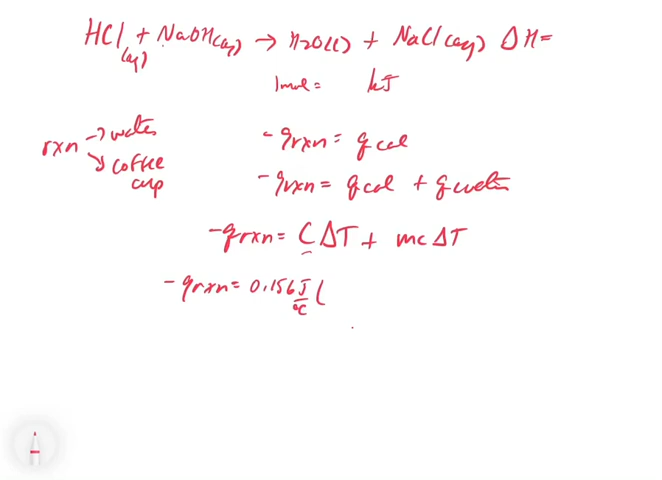 HCl(aq) + NaOH(aq) → H2O(l) + NaCl(aq) ΔH=
1mol = kJ
rxn → water
→ coffee cup
-qrxn = qcal
-qrxn = qcal + qwater
-qrxn = CΔT + mcΔT
-qrxn = 0.156 J/°C (